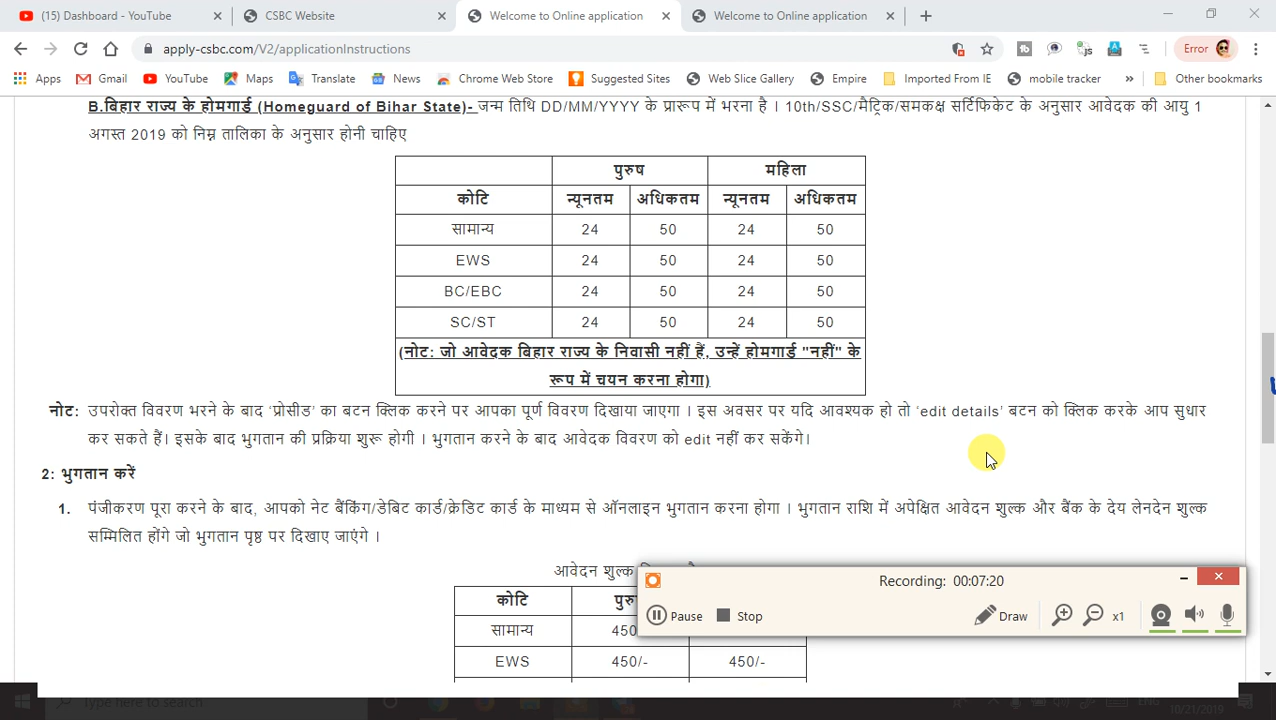 (15) Dashboard - YouTube
CSBC Website
Welcome to Online application
Welcome to Online application
apply-csbc.com/V2/applicationInstructions
Error
Apps Gmail YouTube Maps Translate News Chrome Web Store Suggested Sites Web Slice Gallery Empire Imported From IE mobile tracker » Other bookmarks
B.बिहार राज्य के होमगार्ड (Homeguard of Bihar State)- जन्म तिथि DD/MM/YYYY के प्रारूप में भरना है । 10th/SSC/मैट्रिक/समकक्ष सर्टिफिकेट के अनुसार आवेदक की आयु 1
अगस्त 2019 को निम्न तालिका के अनुसार होनी चाहिए
पुरुष महिला
कोटि न्यूनतम अधिकतम न्यूनतम अधिकतम
सामान्य 24 50 24 50
EWS 24 50 24 50
BC/EBC 24 50 24 50
SC/ST 24 50 24 50
(नोट: जो आवेदक बिहार राज्य के निवासी नहीं हैं, उन्हें होमगार्ड "नहीं" के
रूप में चयन करना होगा)
नोट: उपरोक्त विवरण भरने के बाद ‘प्रोसीड’ का बटन क्लिक करने पर आपका पूर्ण विवरण दिखाया जाएगा । इस अवसर पर यदि आवश्यक हो तो ‘edit details’ बटन को क्लिक करके आप सुधार
कर सकते हैं। इसके बाद भुगतान की प्रक्रिया शुरू होगी । भुगतान करने के बाद आवेदक विवरण को edit नहीं कर सकेंगे।
2: भुगतान करें
1. पंजीकरण पूरा करने के बाद, आपको नेट बैंकिंग/डेबिट कार्ड/क्रेडिट कार्ड के माध्यम से ऑनलाइन भुगतान करना होगा । भुगतान राशि में अपेक्षित आवेदन शुल्क और बैंक के देय लेनदेन शुल्क
सम्मिलित होंगे जो भुगतान पृष्ठ पर दिखाए जाएंगे ।
आवेदन शुल्क
Recording: 00:07:20
Pause Stop Draw x1
कोटि
सामान्य 450
EWS 450/- 450/-
Type here to search
ENG
10/21/2019